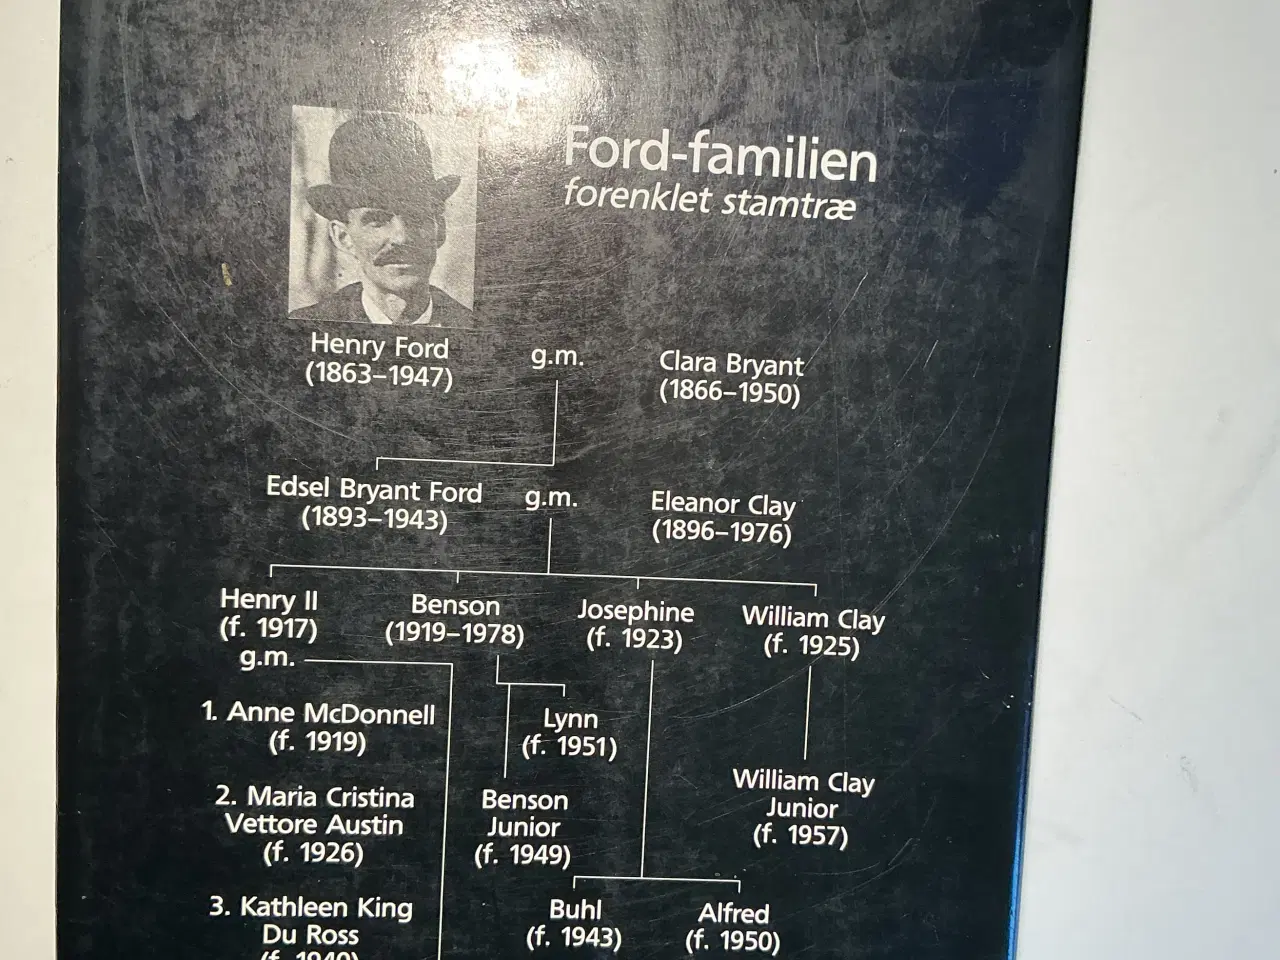 Ford-familien
forenklet stamtræ
Henry Ford
(1863–1947)
g.m.
Clara Bryant
(1866–1950)
Edsel Bryant Ford
(1893–1943)
g.m.
Eleanor Clay
(1896–1976)
Henry II
(f. 1917)
g.m.
Benson
(1919–1978)
Josephine
(f. 1923)
William Clay
(f. 1925)
1. Anne McDonnell
(f. 1919)
2. Maria Cristina
Vettore Austin
(f. 1926)
3. Kathleen King
Du Ross
(f. 1940)
Lynn
(f. 1951)
Benson
Junior
(f. 1949)
William Clay
Junior
(f. 1957)
Buhl
(f. 1943)
Alfred
(f. 1950)